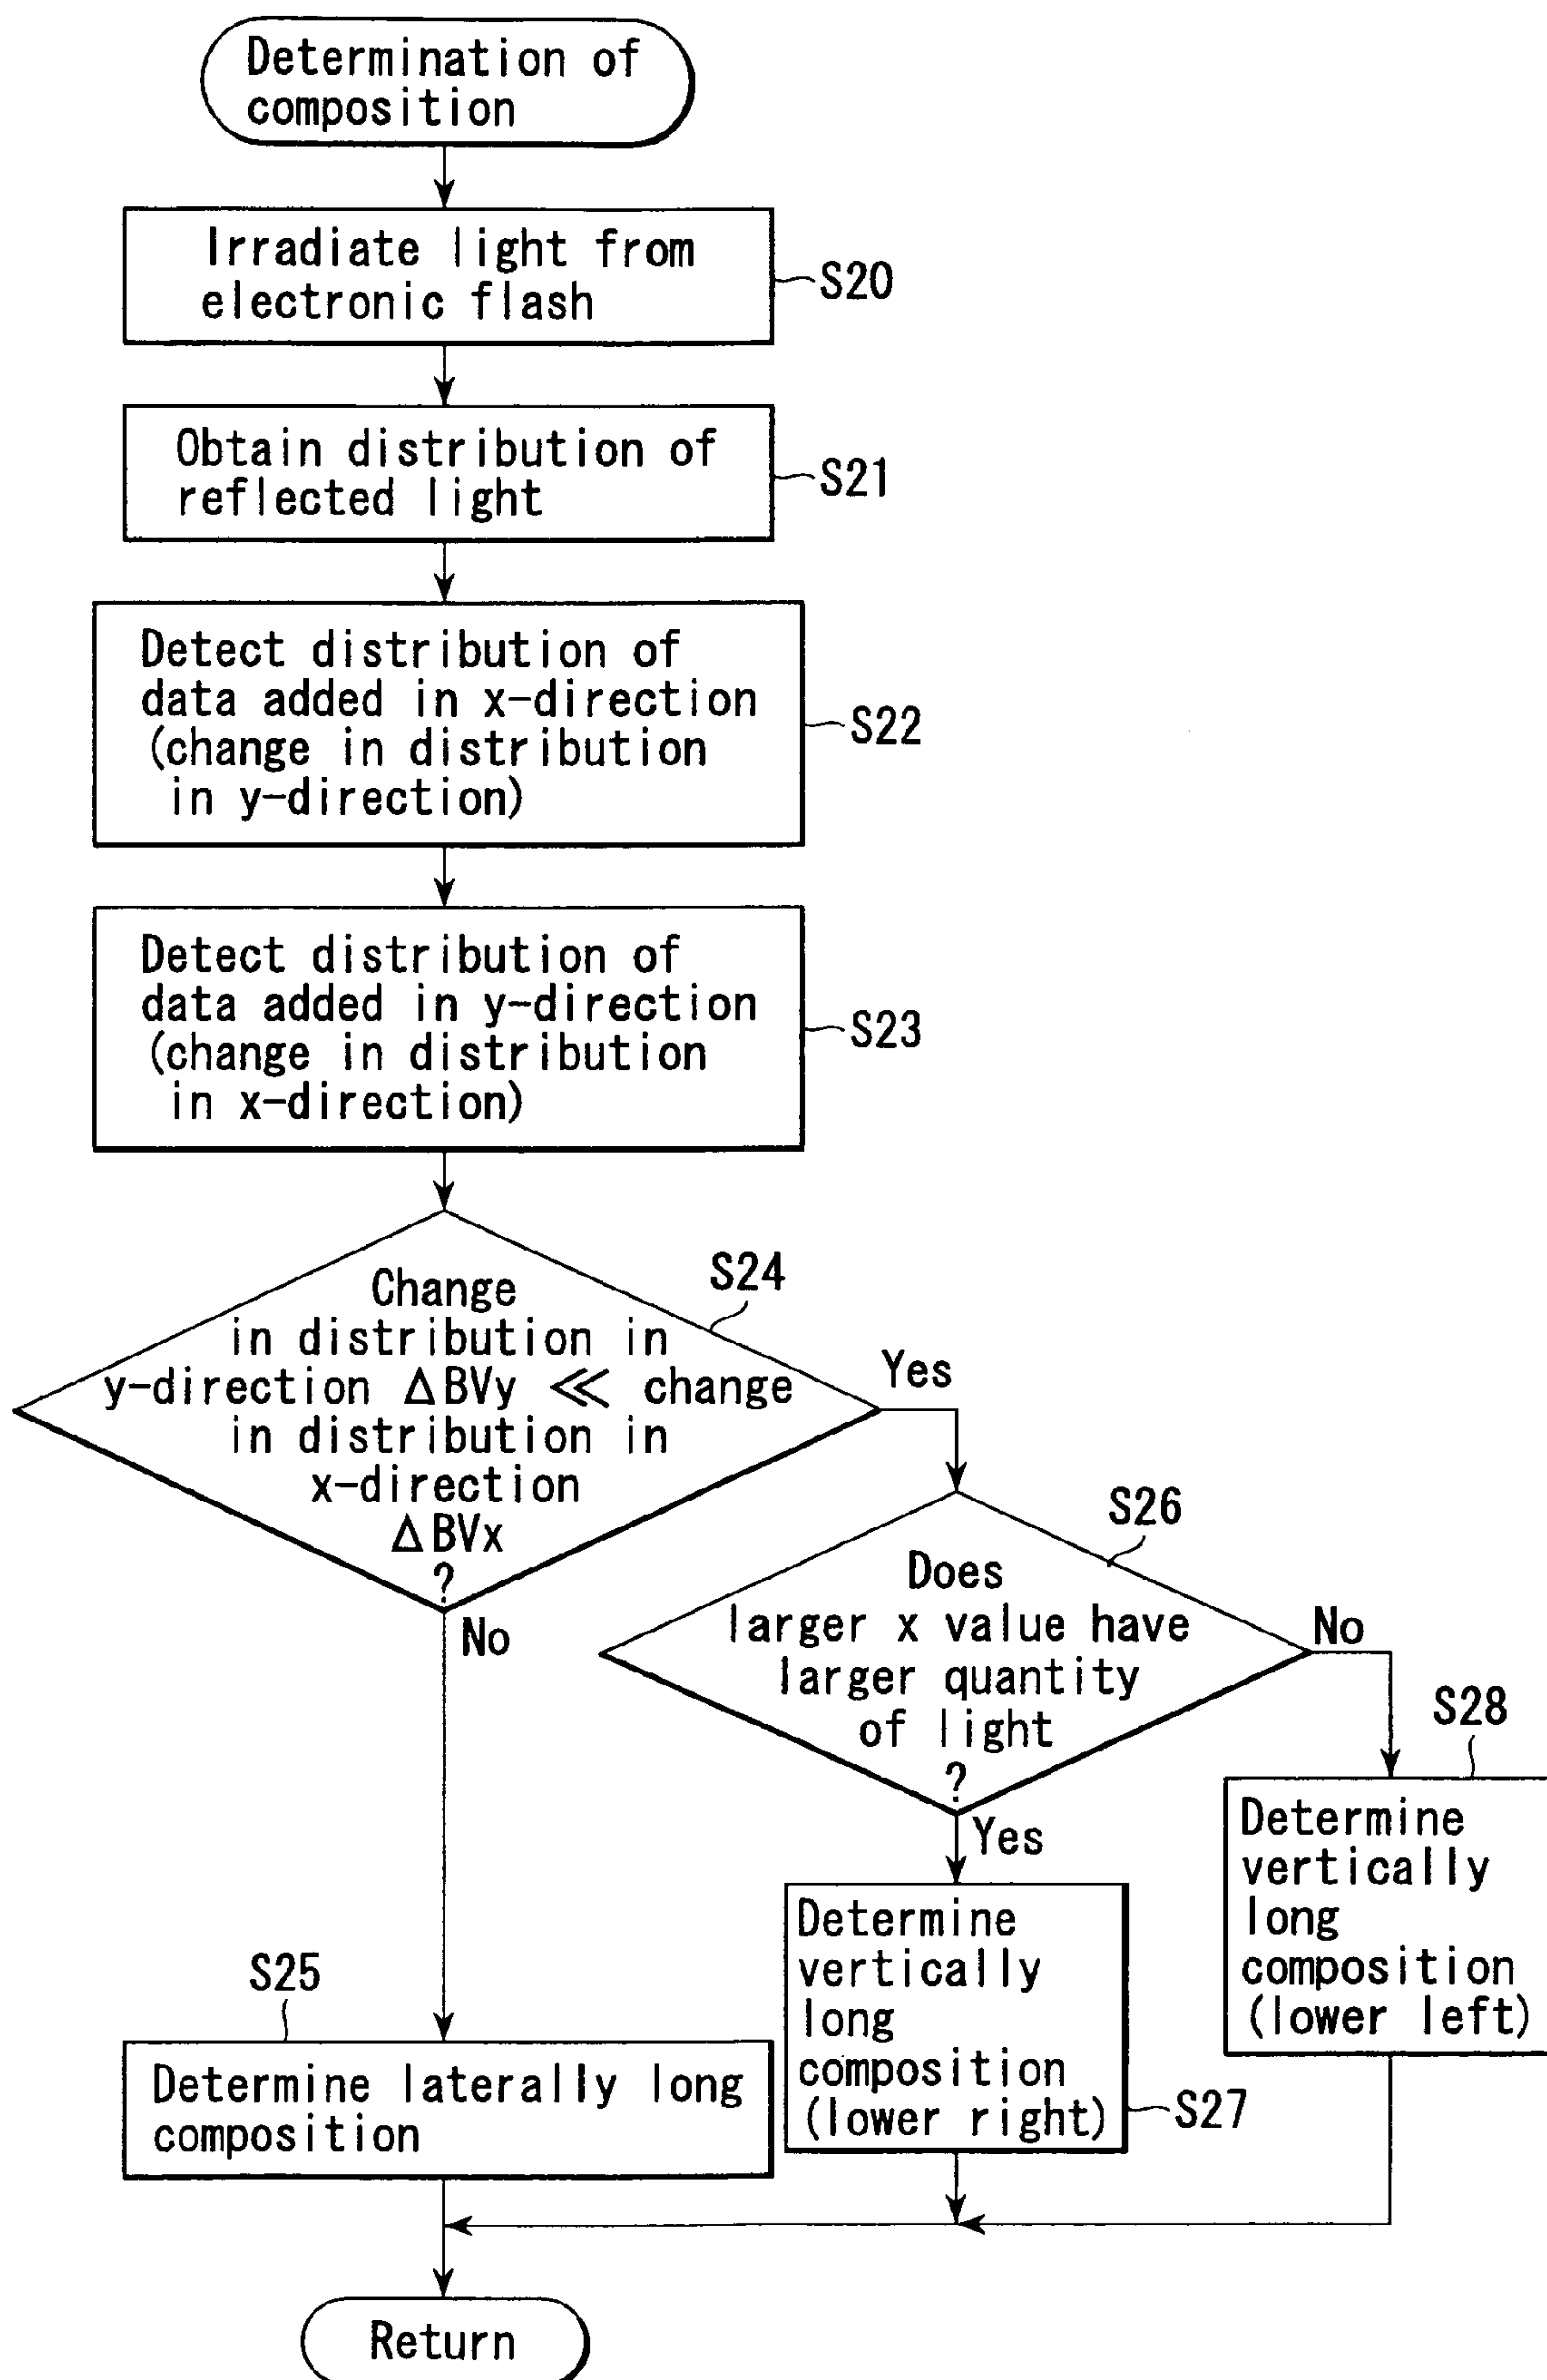 Determination of
composition
Irradiate light from
electronic flash
S20
Obtain distribution of
reflected light
S21
Detect distribution of
data added in x-direction
(change in distribution
in y-direction)
S22
Detect distribution of
data added in y-direction
(change in distribution
in x-direction)
S23
S24
Change
in distribution in
y-direction ΔBVy ≪ change
in distribution in
x-direction
ΔBVx
?
Yes
No
S26
Does
larger x value have
larger quantity
of light
?
No
Yes
S28
Determine
vertically
long
composition
(lower left)
Determine
vertically
long
composition
(lower right)
S27
S25
Determine laterally long
composition
Return